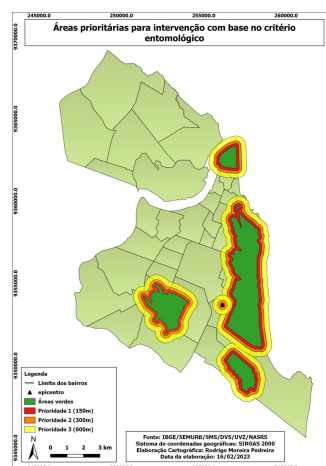 Áreas prioritárias para intervenção com base no critério
entomológico
245000.0
250000.0
255000.0
260000.0
9370000.0
9365000.0
9360000.0
9355000.0
9350000.0
9345000.0
Legenda
Limite dos bairros
epicentro
Áreas verdes
Prioridade 1 (150m)
Prioridade 2 (300m)
Prioridade 3 (600m)
N
0 1 2 3 km
Fonte: IBGE/SEMURB/SMS/DVS/UVZ/NASRS
Sistema de coordenadas geográficas: SIRGAS 2000
Elaboração Cartográfica: Rodrigo Moreira Pedreira
Data da elaboração: 16/02/2023